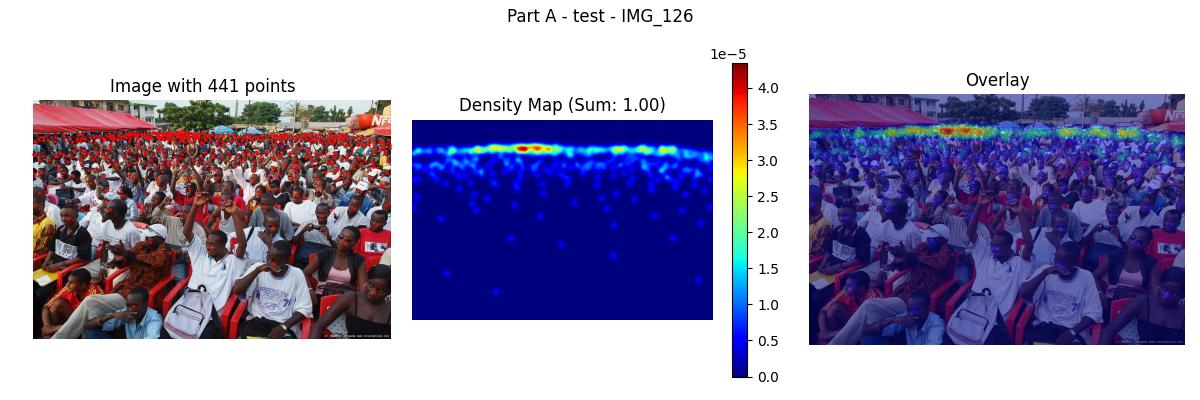 Part A - test - IMG_126
Image with 441 points
Density Map (Sum: 1.00)
1e−5
4.0
3.5
3.0
2.5
2.0
1.5
1.0
0.5
0.0
Overlay